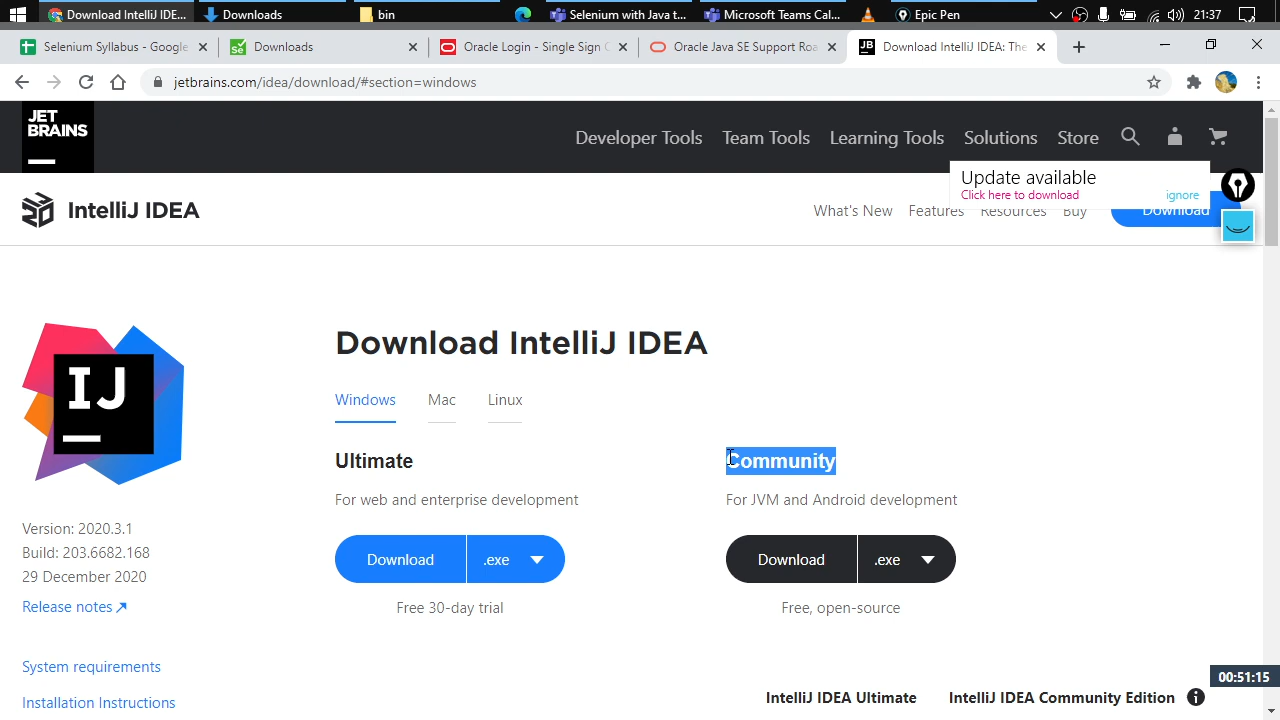 Download IntelliJ IDE...
Downloads
bin
Selenium with Java t...
Microsoft Teams Cal...
Epic Pen
21:37
Selenium Syllabus - Google
Downloads
Oracle Login - Single Sign
Oracle Java SE Support Roa
Download IntelliJ IDEA: The
jetbrains.com/idea/download/#section=windows
JET
BRAINS
Developer Tools
Team Tools
Learning Tools
Solutions
Store
Update available
Click here to download
ignore
IntelliJ IDEA
What's New
Features
Resources
Buy
Download
Download IntelliJ IDEA
Windows
Mac
Linux
IJ
Ultimate
Community
For web and enterprise development
For JVM and Android development
Download
.exe
Download
.exe
Free 30-day trial
Free, open-source
Version: 2020.3.1
Build: 203.6682.168
29 December 2020
Release notes
System requirements
Installation Instructions
IntelliJ IDEA Ultimate
IntelliJ IDEA Community Edition
00:51:15